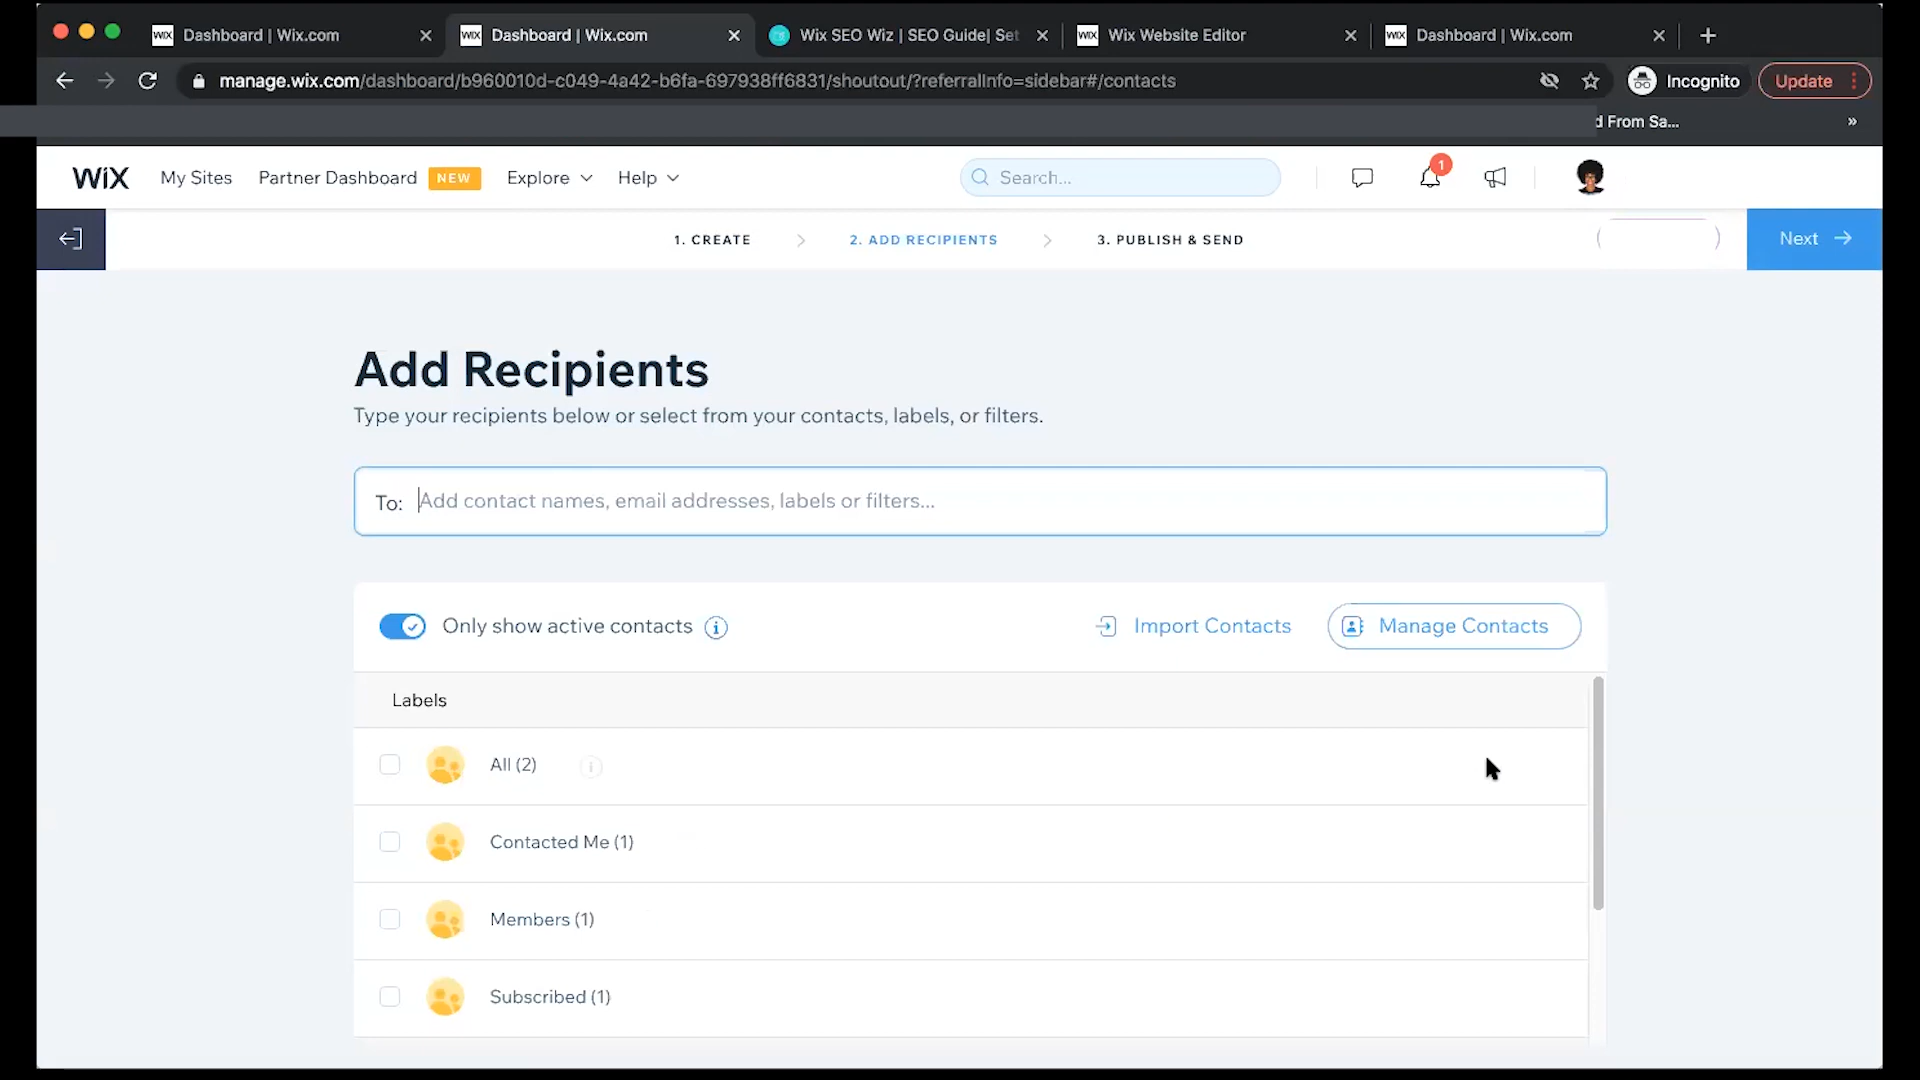 WiX Dashboard | Wix.com
WiX Dashboard | Wix.com
Wix SEO Wiz | SEO Guide| Set
WiX Wix Website Editor
WiX Dashboard | Wix.com
manage.wix.com/dashboard/b960010d-c049-4a42-b6fa-697938ff6831/shoutout/?referralInfo=sidebar#/contacts
Incognito
Update
d From Sa...
»
WiX
My Sites
Partner Dashboard
NEW
Explore
Help
Search...
1
1. CREATE
2. ADD RECIPIENTS
3. PUBLISH & SEND
Next
Add Recipients
Type your recipients below or select from your contacts, labels, or filters.
To: Add contact names, email addresses, labels or filters...
Only show active contacts
Import Contacts
Manage Contacts
Labels
All (2)
Contacted Me (1)
Members (1)
Subscribed (1)